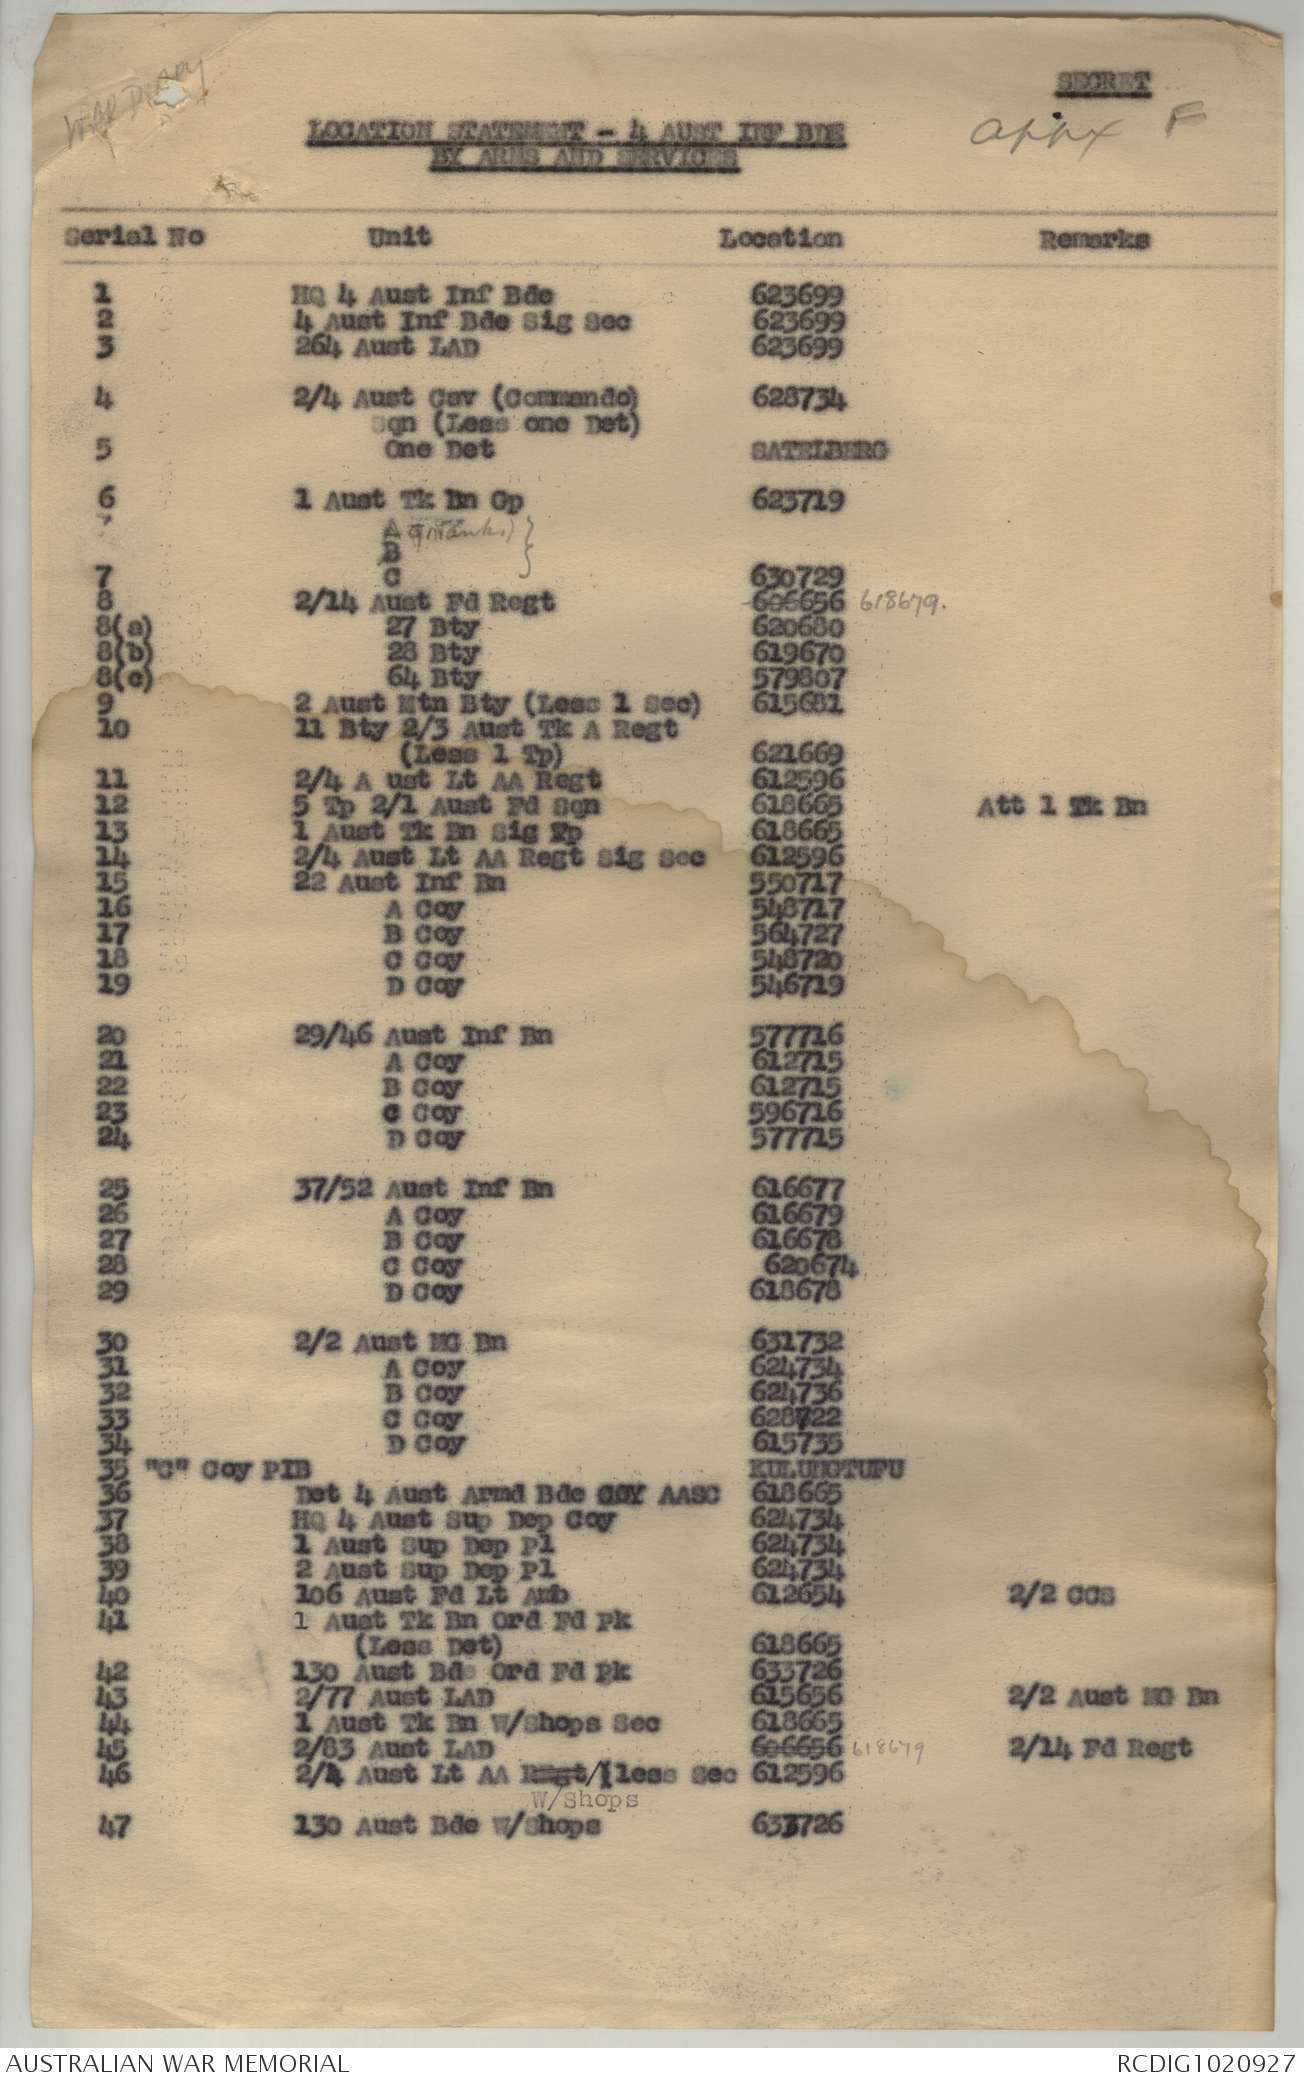 WAR DIARY
SECRET
LOCATION STATEMENT - 4 AUST INF BDE
BY ARMS AND SERVICES
appx F
Serial No Unit Location Remarks
1 HQ 4 Aust Inf Bde 623699
2 4 Aust Inf Bde Sig Sec 623699
3 264 Aust LAD 623699
4 2/4 Aust Cav (Commando) 628734
Sqn (Less one Det)
5 One Det SATELBERG
6 1 Aust Tk Bn Gp 623719
A
B
7 C 630729
8 2/14 Aust Fd Regt 606656 618679.
8(a) 27 Bty 620680
8(b) 28 Bty 619670
8(c) 64 Bty 579807
9 2 Aust Mtn Bty (Less 1 Sec) 615681
10 11 Bty 2/3 Aust Tk A Regt
(Less 1 Tp) 621669
11 2/4 A ust Lt AA Regt 612596
12 5 Tp 2/1 Aust Fd Sqn 618665 Att 1 Tk Bn
13 1 Aust Tk Bn Sig Tp 618665
14 2/4 Aust Lt AA Regt Sig Sec 612596
15 22 Aust Inf Bn 550717
16 A Coy 548717
17 B Coy 564727
18 C Coy 548720
19 D Coy 546719
20 29/46 Aust Inf Bn 577716
21 A Coy 612715
22 B Coy 612715
23 C Coy 596716
24 D Coy 577715
25 37/52 Aust Inf Bn 616677
26 A Coy 616679
27 B Coy 616678
28 C Coy 620674
29 D Coy 618678
30 2/2 Aust MG Bn 631732
31 A Coy 624734
32 B Coy 624736
33 C Coy 628722
34 D Coy 615735
35 "C" Coy PIB KULUNGTUFU
36 Det 4 Aust Armd Bde COY AASC 618665
37 HQ 4 Aust Sup Dep Coy 624734
38 1 Aust Sup Dep Pl 624734
39 2 Aust Sup Dep Pl 624734
40 106 Aust Fd Lt Amb 612654 2/2 CCS
41 1 Aust Tk Bn Ord Fd Pk
(Less Det) 618665
42 130 Aust Bde Ord Fd Pk 633726
43 2/77 Aust LAD 615656 2/2 Aust MG Bn
44 1 Aust Tk Bn W/Shops Sec 618665
45 2/83 Aust LAD 606656 618679 2/14 Fd Regt
46 2/4 Aust Lt AA Regt/(less Sec 612596
W/Shops
47 130 Aust Bde W/Shops 633726
AUSTRALIAN WAR MEMORIAL RCDIG1020927